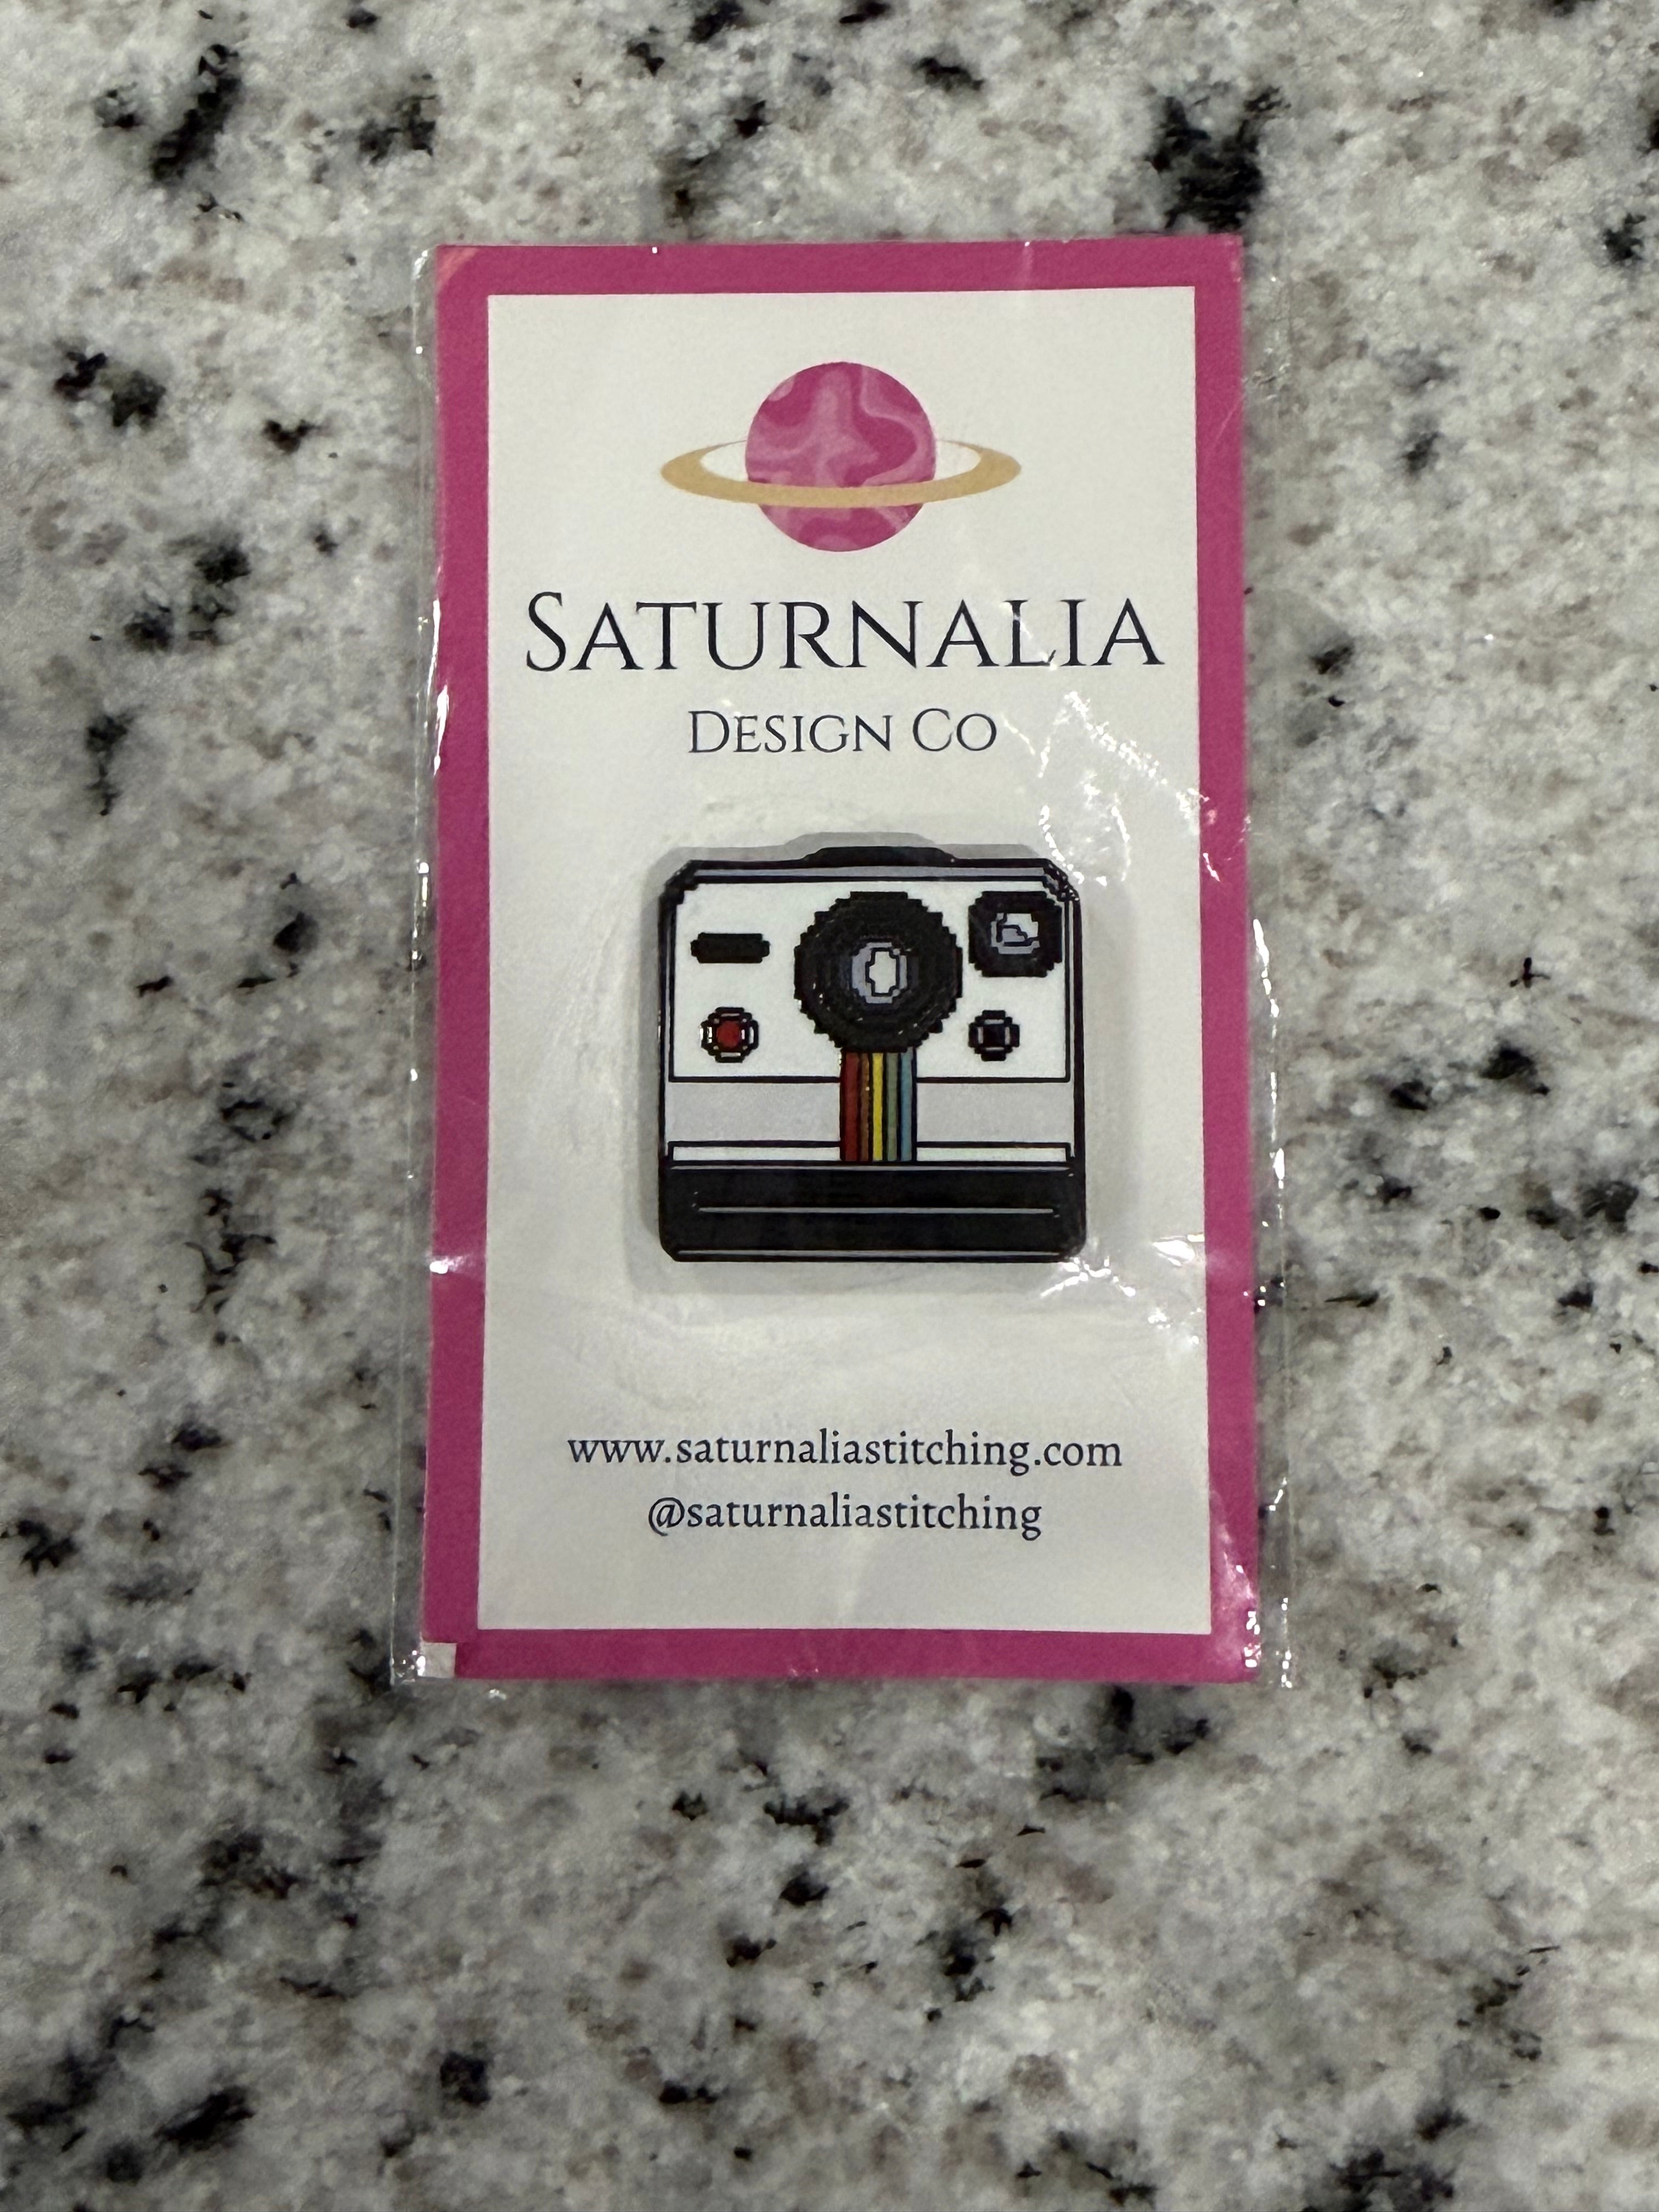 SATURNALIA
DESIGN CO
www.saturnaliastitching.com
@saturnaliastitching